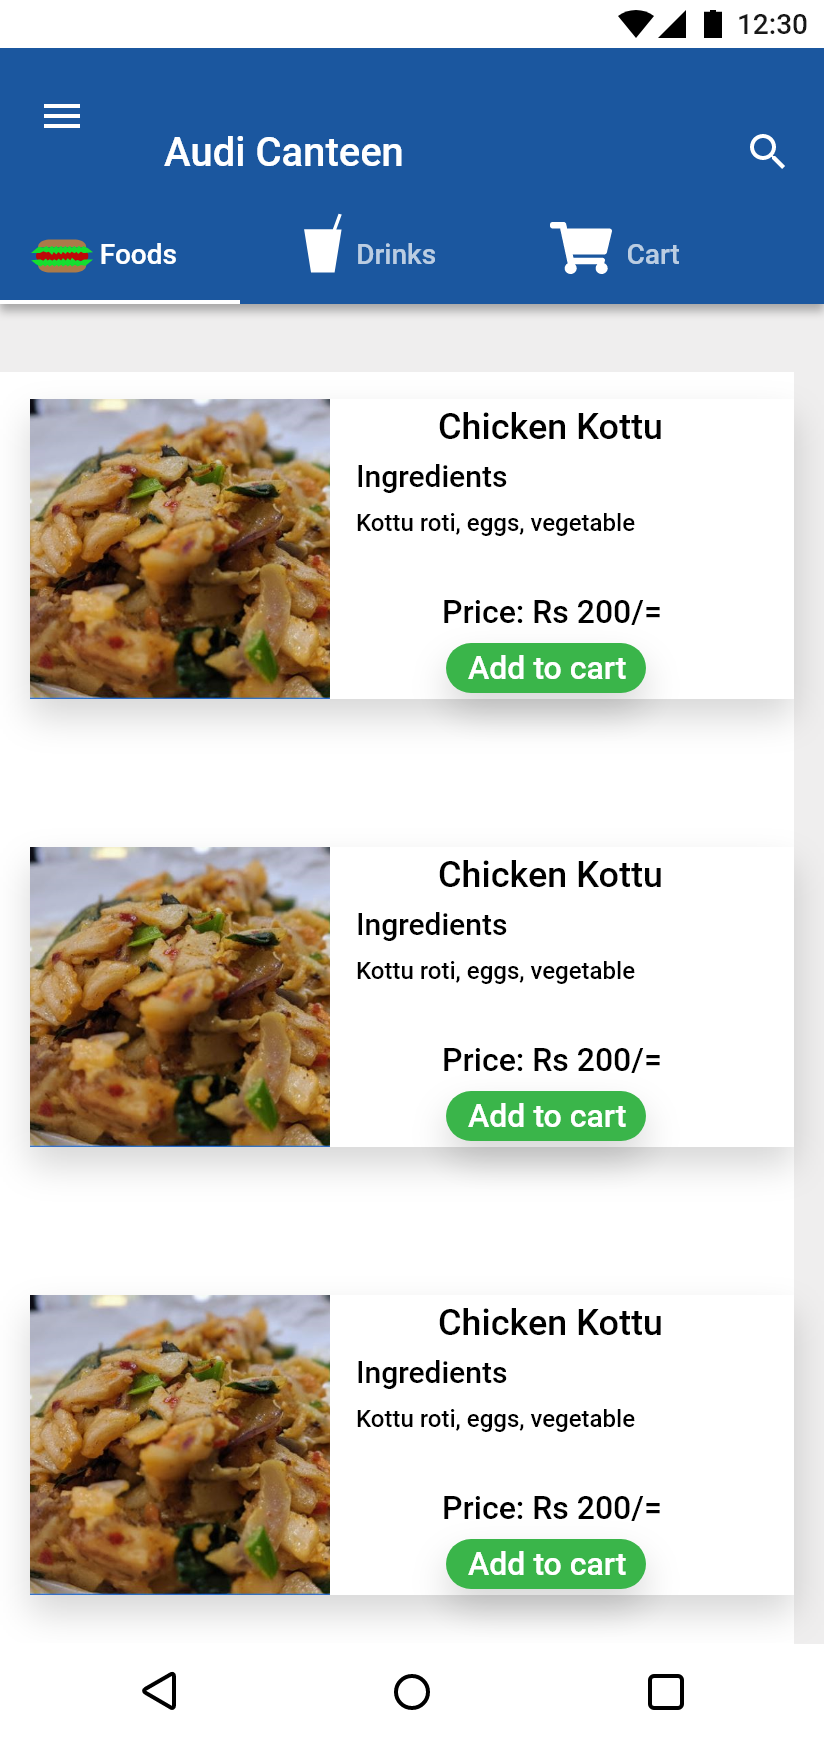 12:30
Audi Canteen
Foods
Drinks
Cart
Chicken Kottu
Ingredients
Kottu roti, eggs, vegetable
Price: Rs 200/=
Add to cart
Chicken Kottu
Ingredients
Kottu roti, eggs, vegetable
Price: Rs 200/=
Add to cart
Chicken Kottu
Ingredients
Kottu roti, eggs, vegetable
Price: Rs 200/=
Add to cart